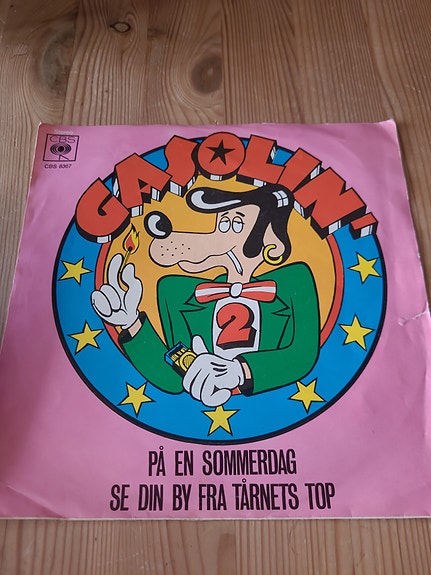 CBS
CBS 8367
GASOLIN'
2
PÅ EN SOMMERDAG
SE DIN BY FRA TÅRNETS TOP